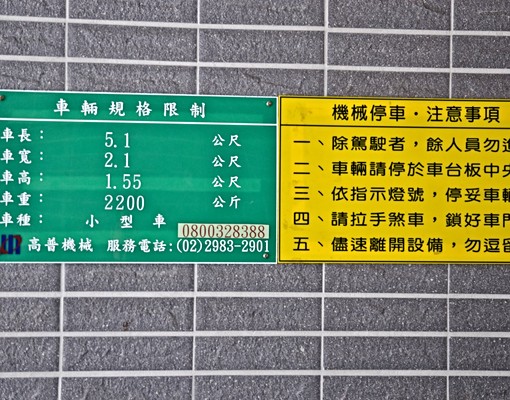 車輛規格限制
車長： 5.1 公尺
車寬： 2.1 公尺
車高： 1.55 公尺
車重： 2200 公斤
車種： 小型車
0800328388
高普機械 服務電話:(02)2983-2901
機械停車·注意事項
一、除駕駛者，餘人員勿進
二、車輛請停於車台板中央
三、依指示燈號，停妥車輛
四、請拉手煞車，鎖好車門
五、儘速離開設備，勿逗留